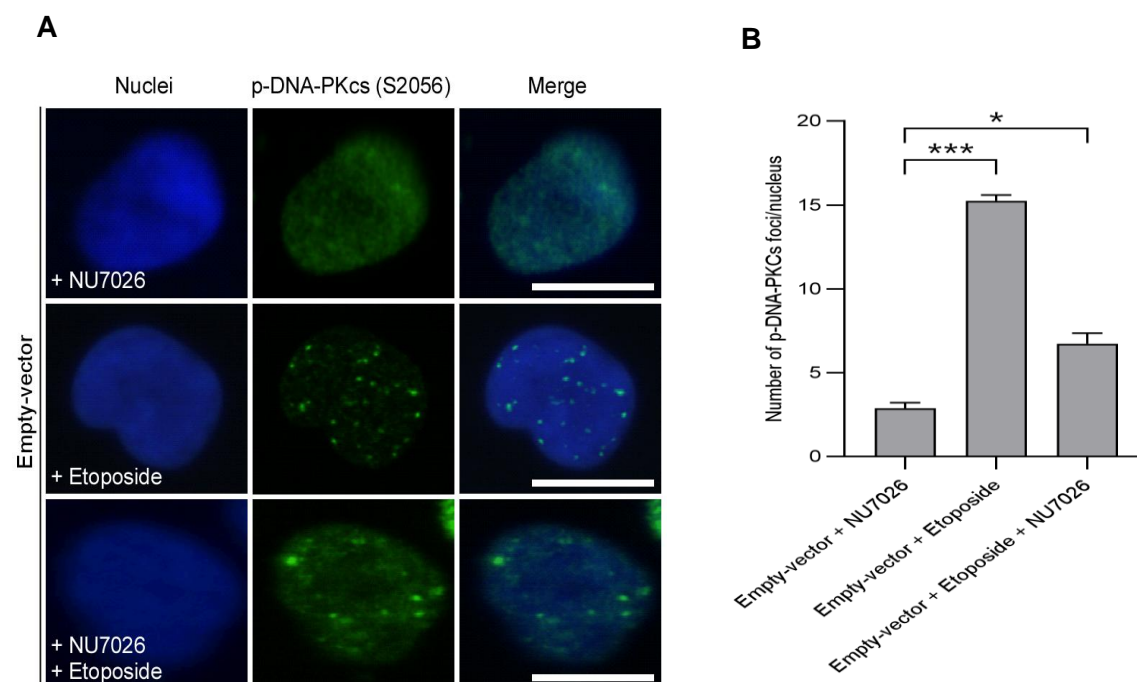 A
Nuclei
p-DNA-PKcs (S2056)
Merge
Empty-vector
+ NU7026
+ Etoposide
+ NU7026
+ Etoposide
B
Number of p-DNA-PKCs foci/nucleus
20
15
10
5
0
*
***
Empty-vector + NU7026
Empty-vector + Etoposide
Empty-vector + Etoposide + NU7026